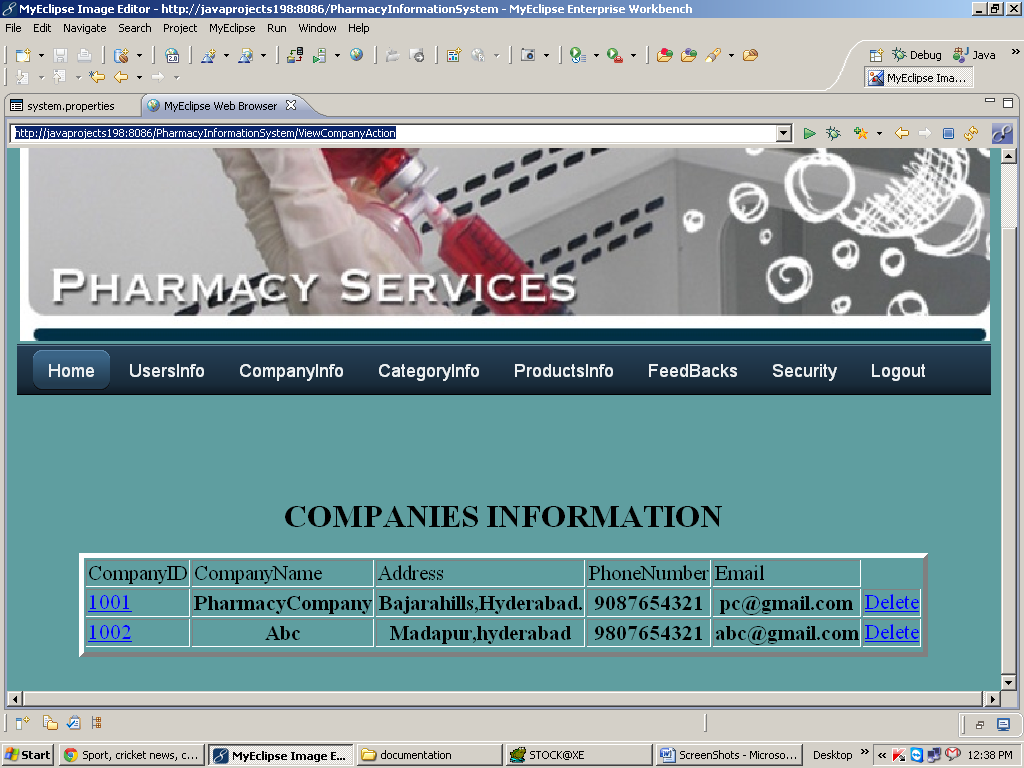 MyEclipse Image Editor - http://javaprojects198:8086/PharmacyInformationSystem - MyEclipse Enterprise Workbench
File Edit Navigate Search Project MyEclipse Run Window Help
2.0
Debug Java »
MyEclipse Ima...
system.properties MyEclipse Web Browser
http://javaprojects198:8086/PharmacyInformationSystem/ViewCompanyAction
Pharmacy Services
Home UsersInfo CompanyInfo CategoryInfo ProductsInfo FeedBacks Security Logout
COMPANIES INFORMATION
CompanyID CompanyName Address PhoneNumber Email
1001 PharmacyCompany Bajarahills,Hyderabad. 9087654321 pc@gmail.com Delete
1002 Abc Madapur,hyderabad 9807654321 abc@gmail.com Delete
Start Sport, cricket news, c... MyEclipse Image E... documentation STOCK@XE ScreenShots - Microso... Desktop » « 12:38 PM